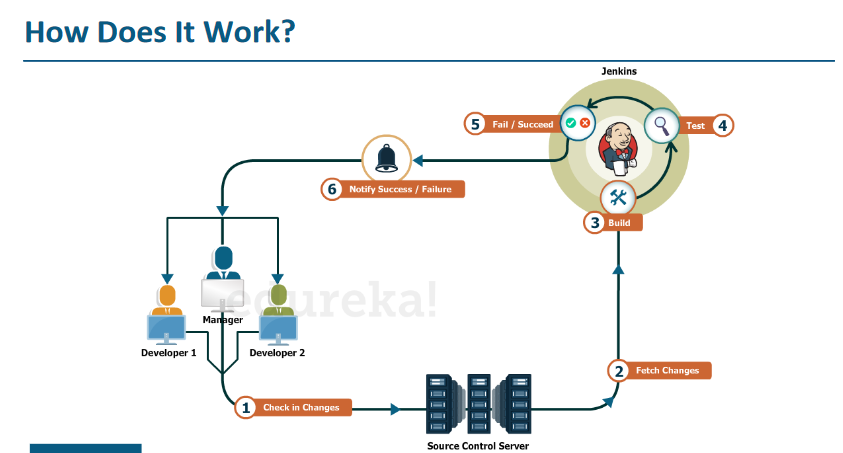 How Does It Work?
Jenkins
5 Fail / Succeed
Test 4
6 Notify Success / Failure
3 Build
edureka!
Manager
Developer 1
Developer 2
2 Fetch Changes
1 Check in Changes
Source Control Server